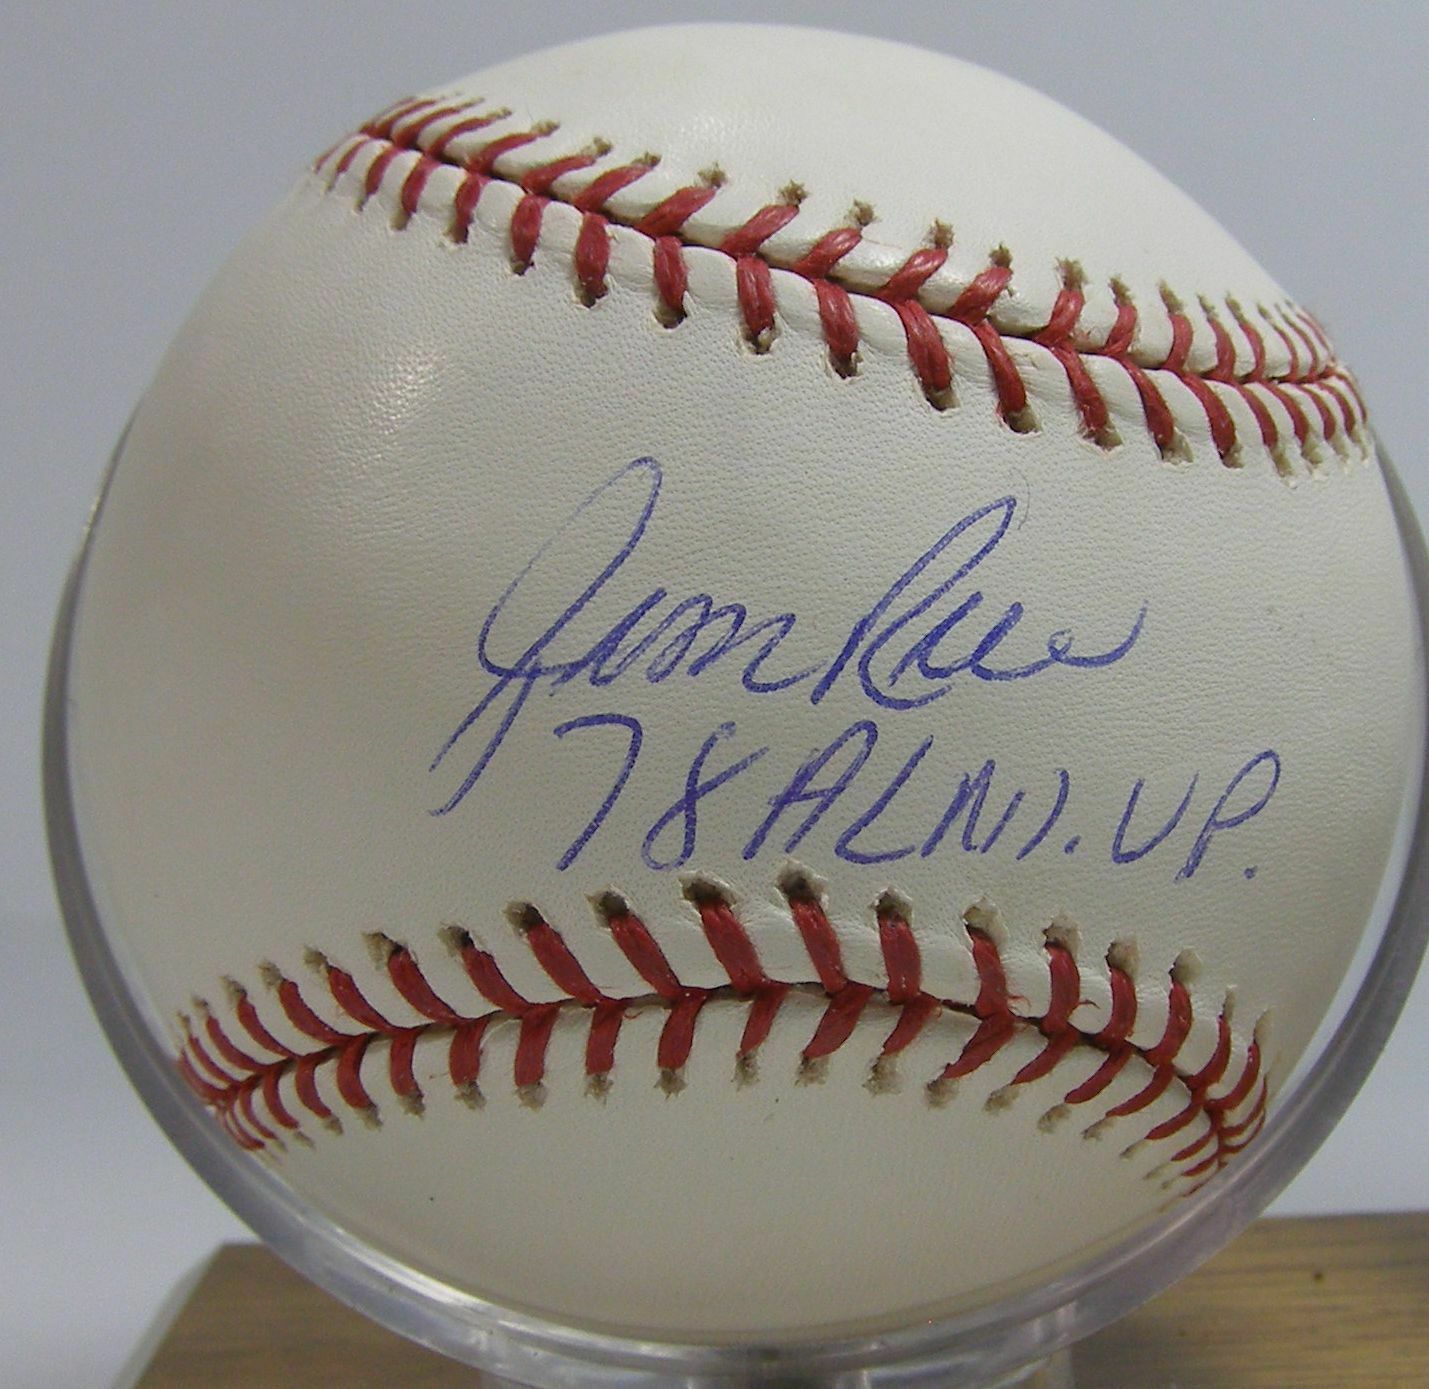 Jim Rice
78 AL M.V.P.